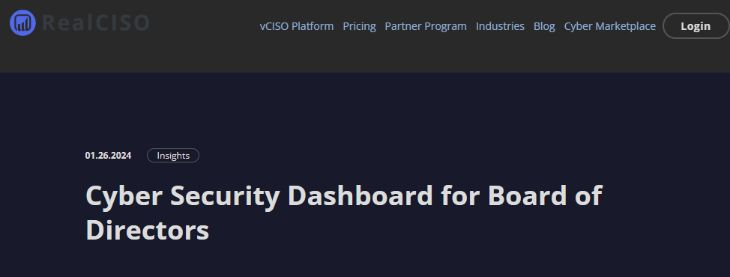 RealCISO
vCISO Platform Pricing Partner Program Industries Blog Cyber Marketplace Login
01.26.2024 Insights
Cyber Security Dashboard for Board of
Directors